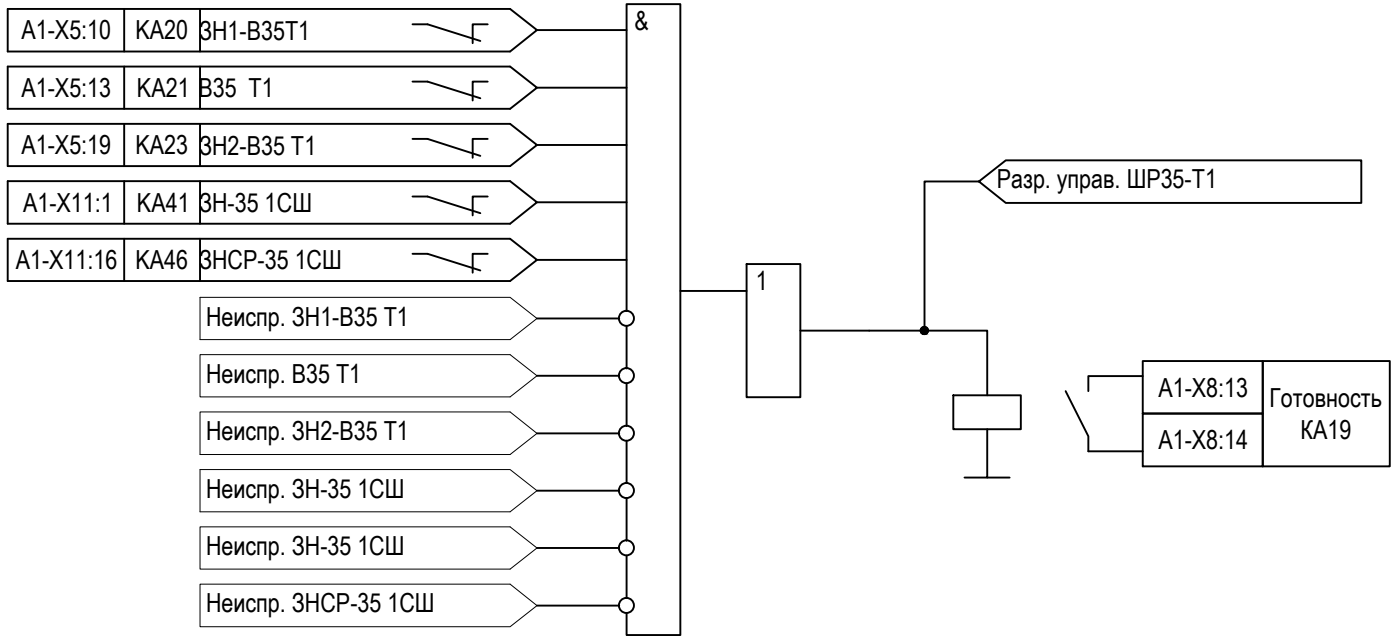 A1-X5:10 KA20 ЗН1-В35Т1
&
A1-X5:13 KA21 В35 Т1
A1-X5:19 KA23 ЗН2-В35 Т1
A1-X11:1 KA41 ЗН-35 1СШ
A1-X11:16 KA46 ЗНСР-35 1СШ
Неиспр. ЗН1-В35 Т1
Неиспр. В35 Т1
Неиспр. ЗН2-В35 Т1
Неиспр. ЗН-35 1СШ
Неиспр. ЗН-35 1СШ
Неиспр. ЗНСР-35 1СШ
1
Разр. управ. ШР35-Т1
A1-X8:13
A1-X8:14
Готовность
КА19